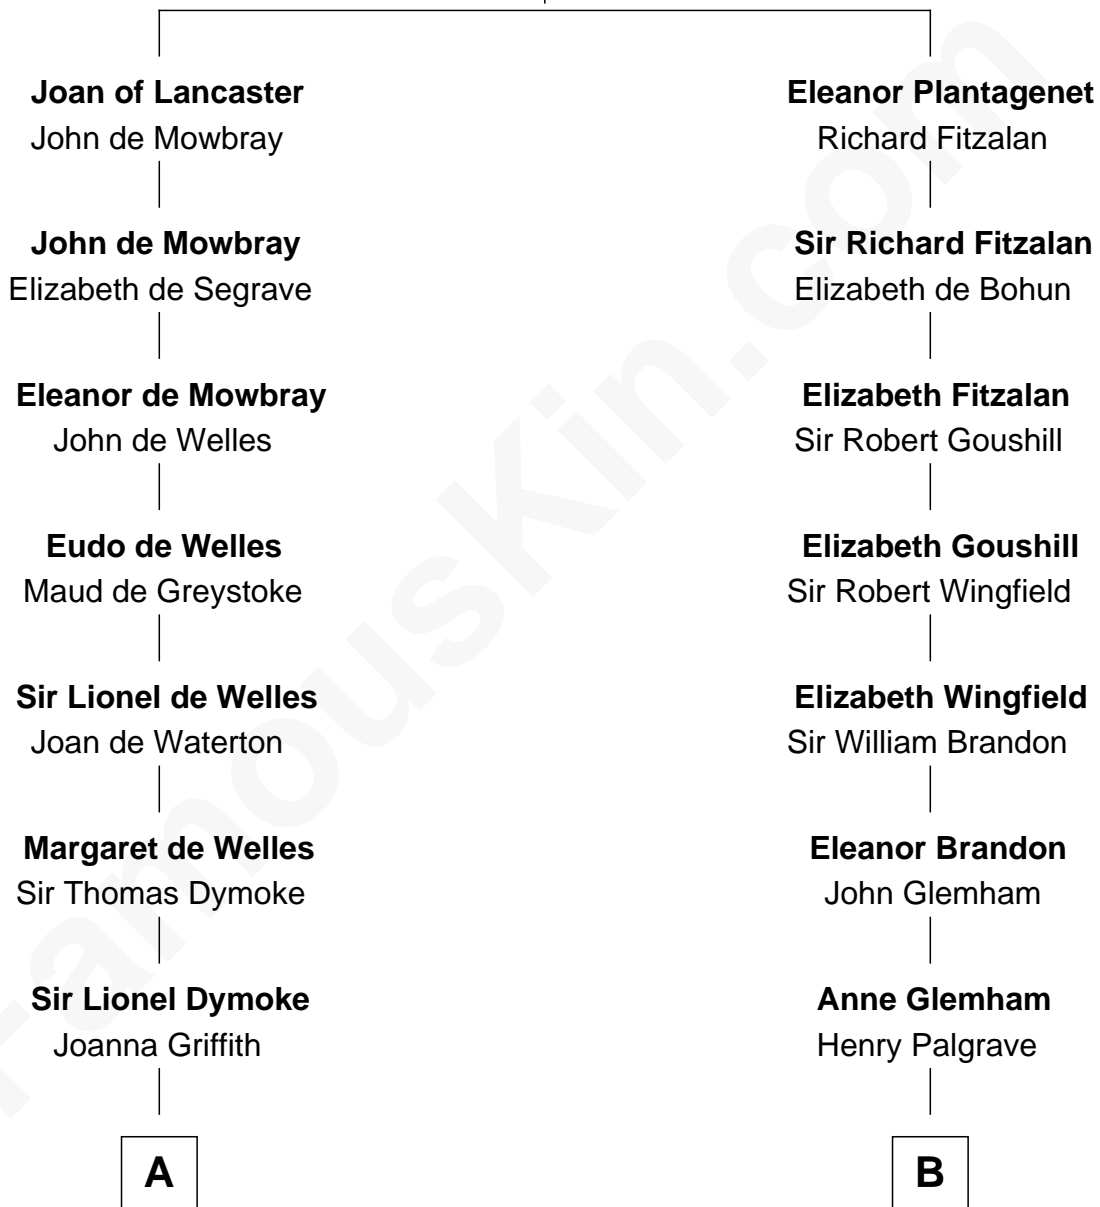 Joan of Lancaster
John de Mowbray
John de Mowbray
Elizabeth de Segrave
Eleanor de Mowbray
John de Welles
Eudo de Welles
Maud de Greystoke
Sir Lionel de Welles
Joan de Waterton
Margaret de Welles
Sir Thomas Dymoke
Sir Lionel Dymoke
Joanna Griffith
A
Eleanor Plantagenet
Richard Fitzalan
Sir Richard Fitzalan
Elizabeth de Bohun
Elizabeth Fitzalan
Sir Robert Goushill
Elizabeth Goushill
Sir Robert Wingfield
Elizabeth Wingfield
Sir William Brandon
Eleanor Brandon
John Glemham
Anne Glemham
Henry Palgrave
B
FamousKin.com